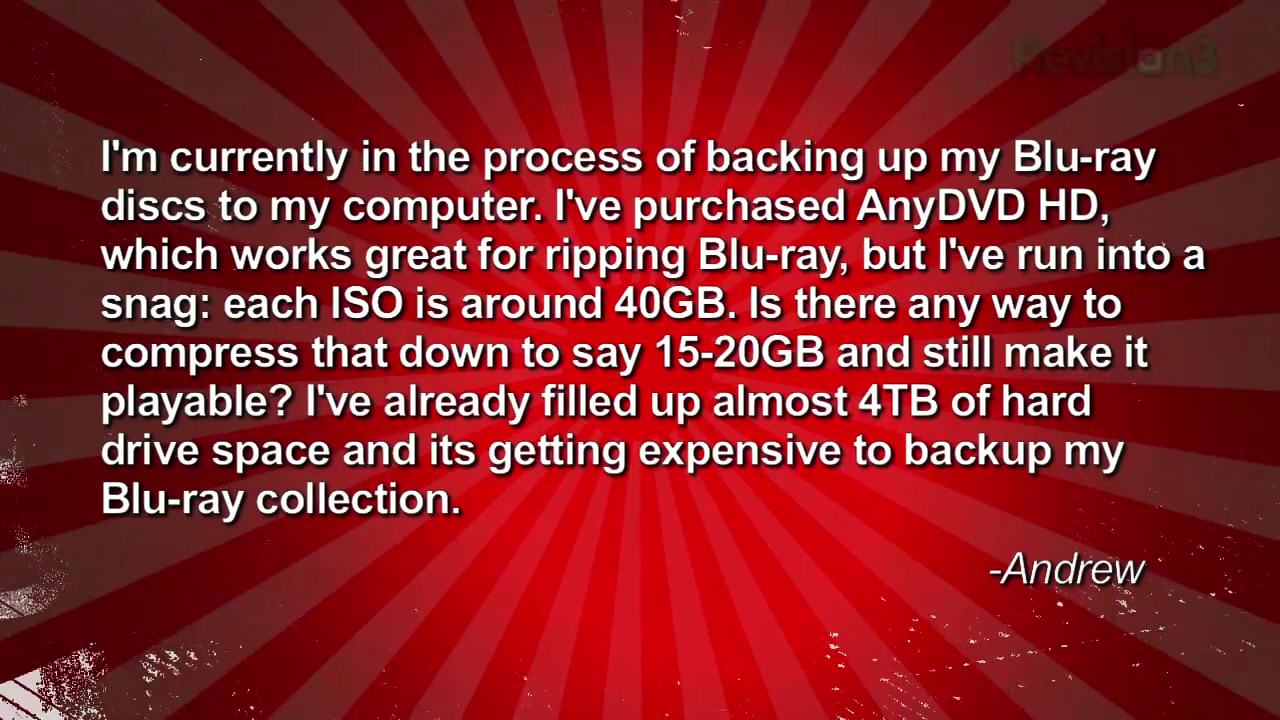 Revision3
I'm currently in the process of backing up my Blu-ray
discs to my computer. I've purchased AnyDVD HD,
which works great for ripping Blu-ray, but I've run into a
snag: each ISO is around 40GB. Is there any way to
compress that down to say 15-20GB and still make it
playable? I've already filled up almost 4TB of hard
drive space and its getting expensive to backup my
Blu-ray collection.
-Andrew